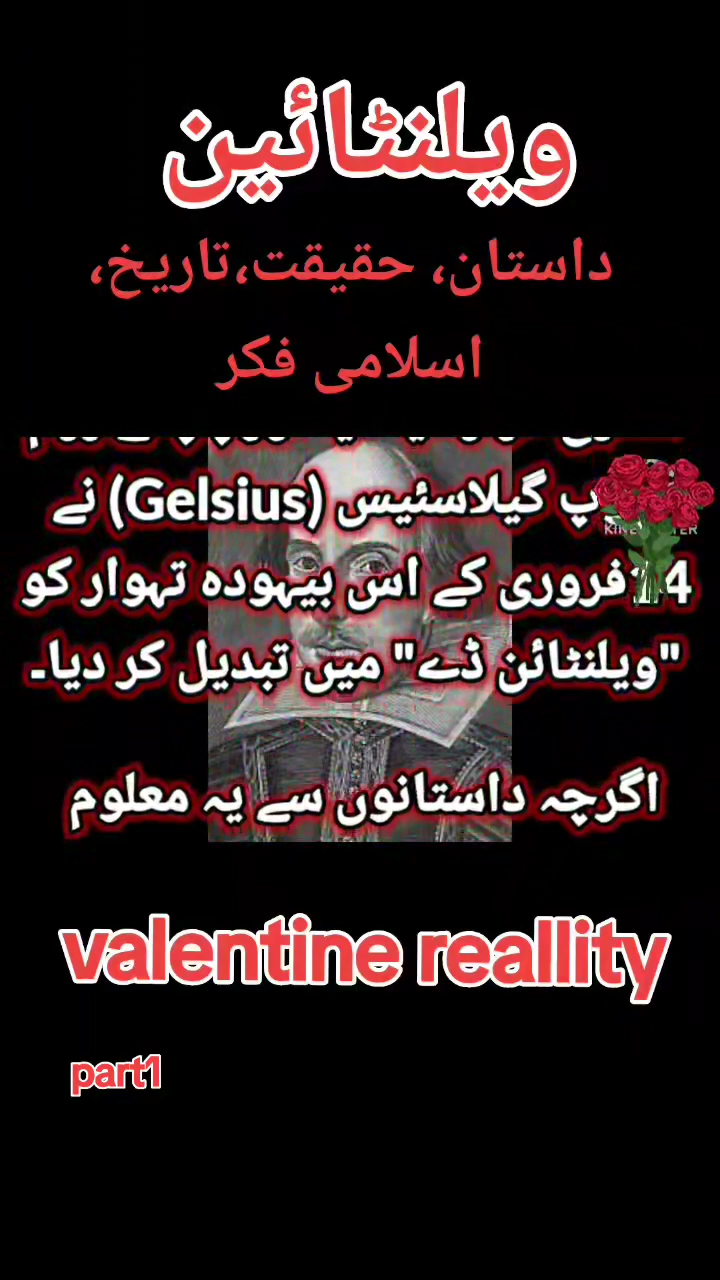 ویلنٹائین
داستان، حقیقت،تاریخ،
اسلامی فکر
گیلاسئیس (Gelsius) نے
14فروری کے اس بیہودہ تہوار کو
"ویلنٹائن ڈے" میں تبدیل کر دیا۔
اگرچہ داستانوں سے یہ معلوم
valentine reallity
part1